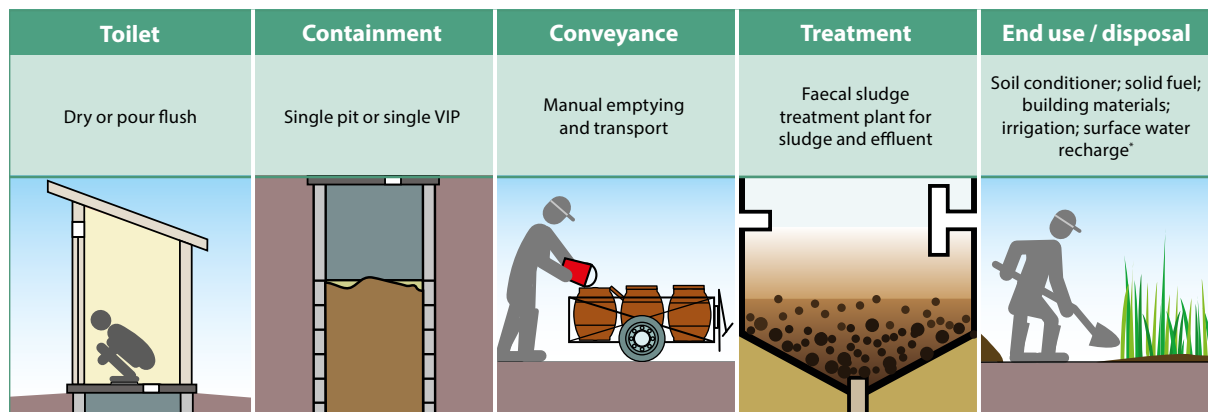 Toilet
Containment
Conveyance
Treatment
End use / disposal
Dry or pour flush
Single pit or single VIP
Manual emptying
and transport
Faecal sludge
treatment plant for
sludge and effluent
Soil conditioner; solid fuel;
building materials;
irrigation; surface water
recharge*